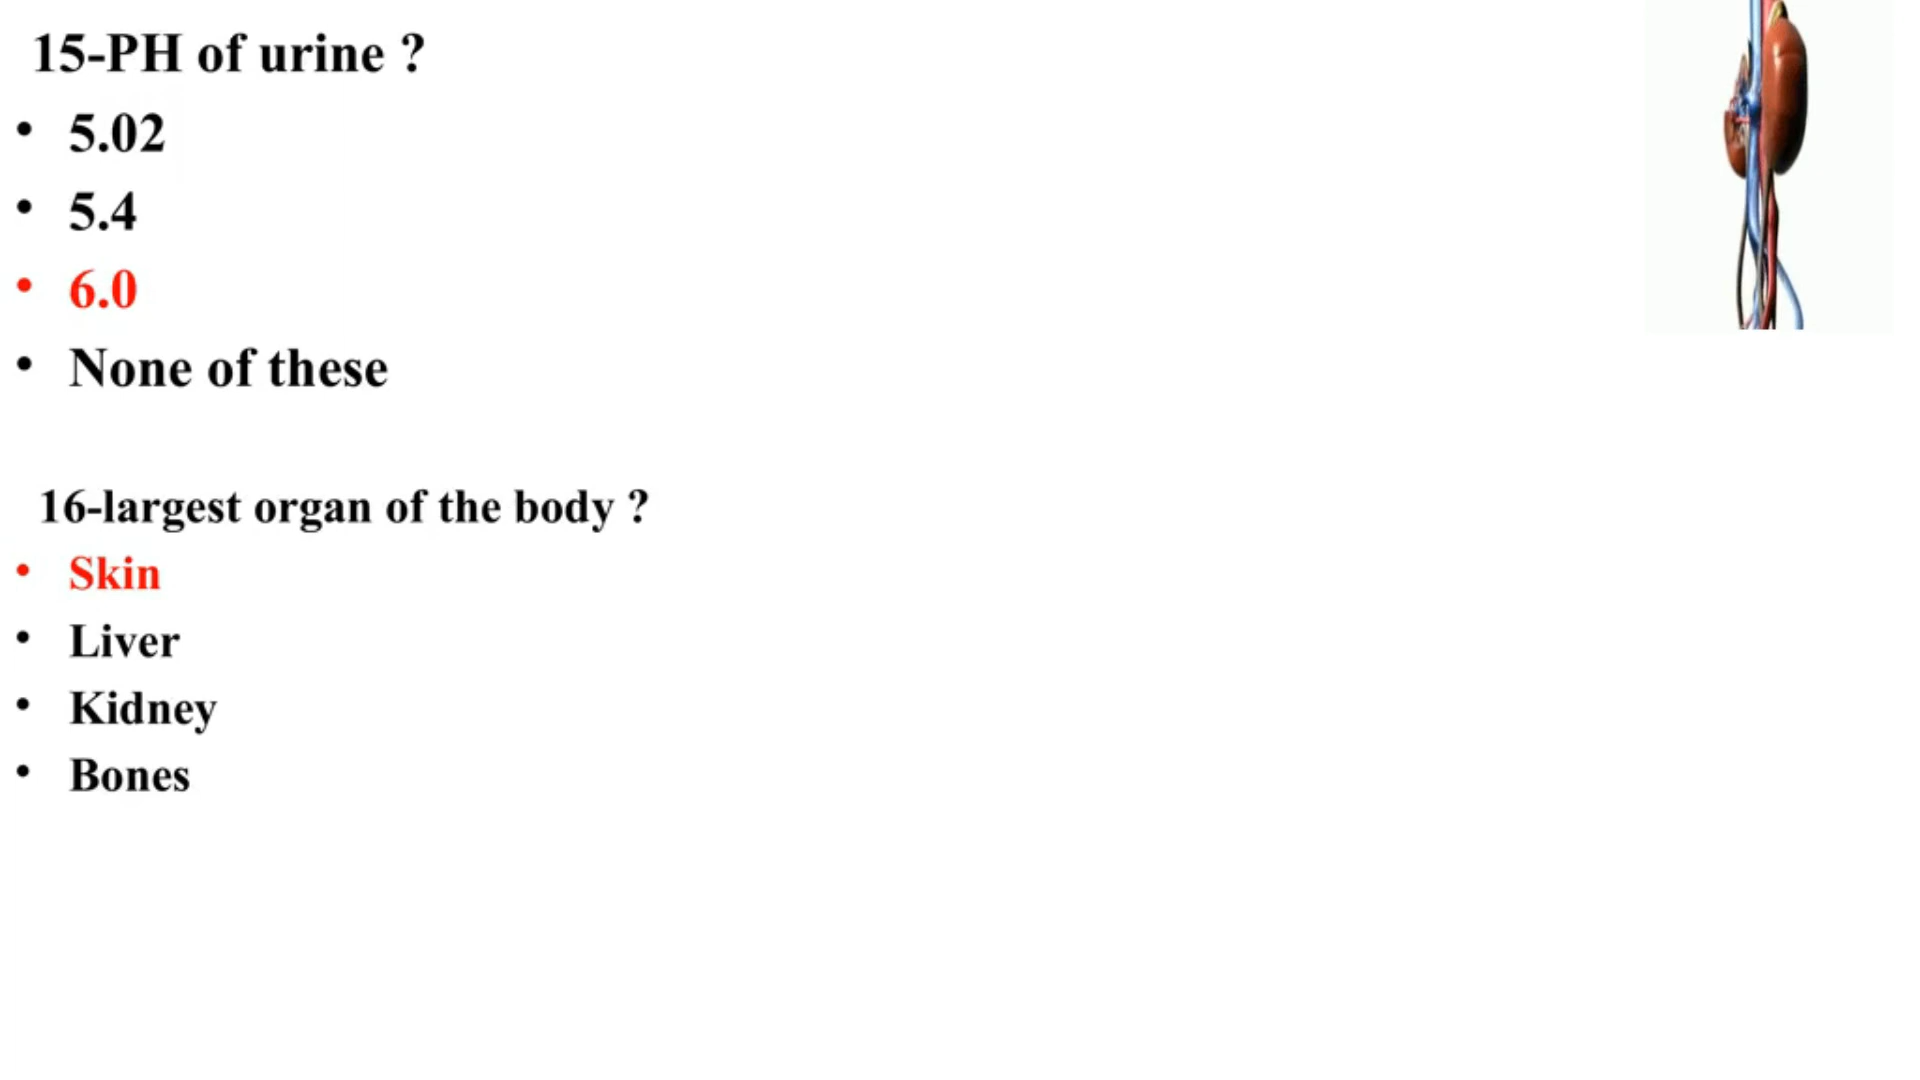 15-PH of urine ?
• 5.02
• 5.4
• 6.0
• None of these
16-largest organ of the body ?
• Skin
• Liver
• Kidney
• Bones